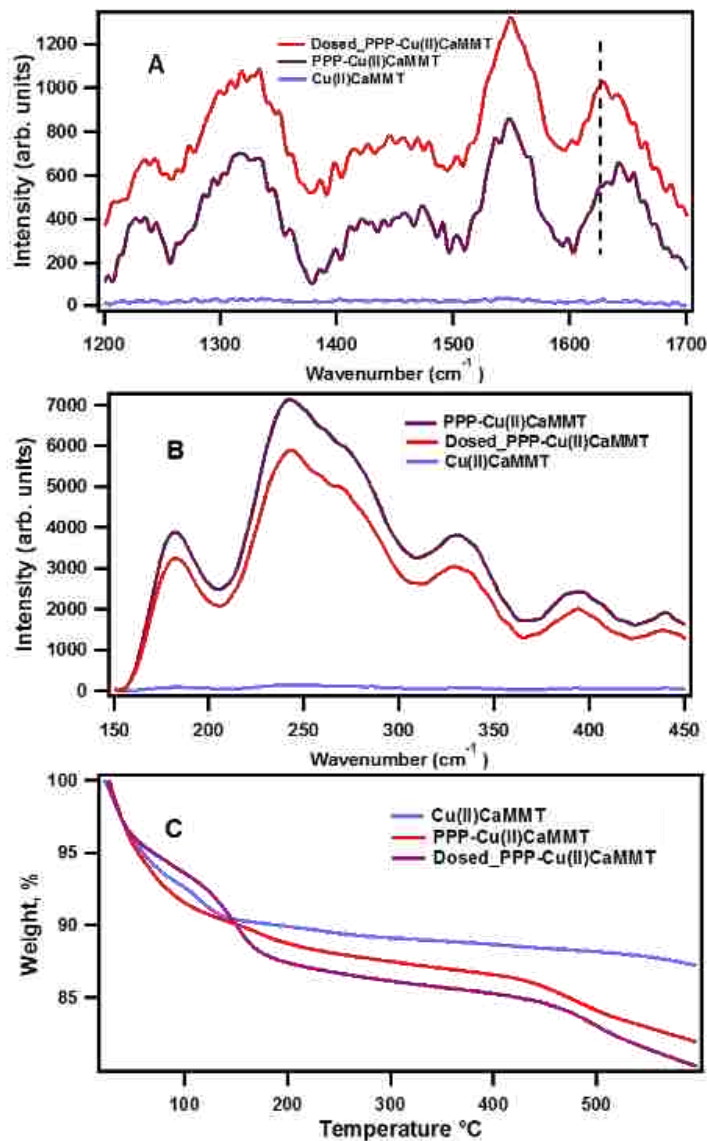 A
Dosed_PPP-Cu(II)CaMMT
PPP-Cu(II)CaMMT
Cu(II)CaMMT
Intensity (arb. units)
1200
1000
800
600
400
200
0
1200 1300 1400 1500 1600 1700
Wavenumber (cm-1 )
B
PPP-Cu(II)CaMMT
Dosed_PPP-Cu(II)CaMMT
Cu(II)CaMMT
Intensity (arb. units)
7000
6000
5000
4000
3000
2000
1000
0
150 200 250 300 350 400 450
Wavenumber (cm-1 )
C
Cu(II)CaMMT
PPP-Cu(II)CaMMT
Dosed_PPP-Cu(II)CaMMT
Weight, %
100
95
90
85
100 200 300 400 500
Temperature °C